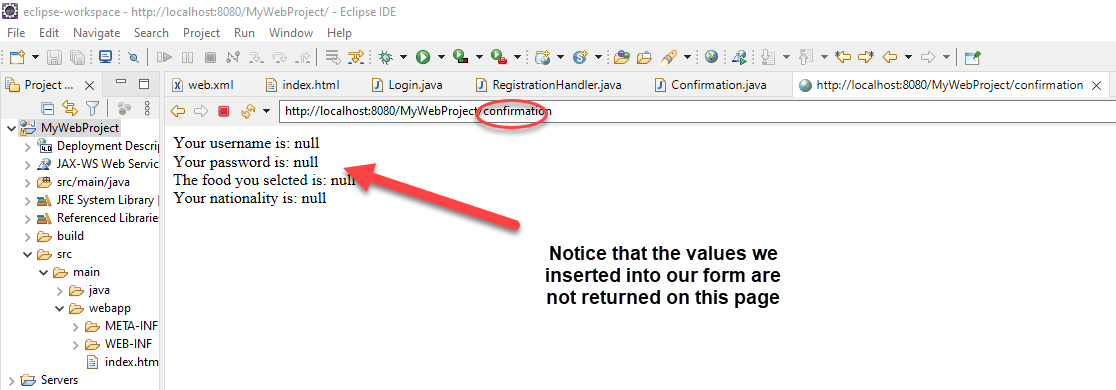 eclipse-workspace - http://localhost:8080/MyWebProject/ - Eclipse IDE
File Edit Navigate Search Project Run Window Help
Project ...
web.xml index.html Login.java RegistrationHandler.java Confirmation.java http://localhost:8080/MyWebProject/confirmation
http://localhost:8080/MyWebProject/confirmation
MyWebProject
Deployment Descrip
JAX-WS Web Servic
src/main/java
JRE System Library [
Referenced Libraries
build
src
main
java
webapp
META-INF
WEB-INF
index.htm
Servers
Your username is: null
Your password is: null
The food you selcted is: null
Your nationality is: null
Notice that the values we
inserted into our form are
not returned on this page